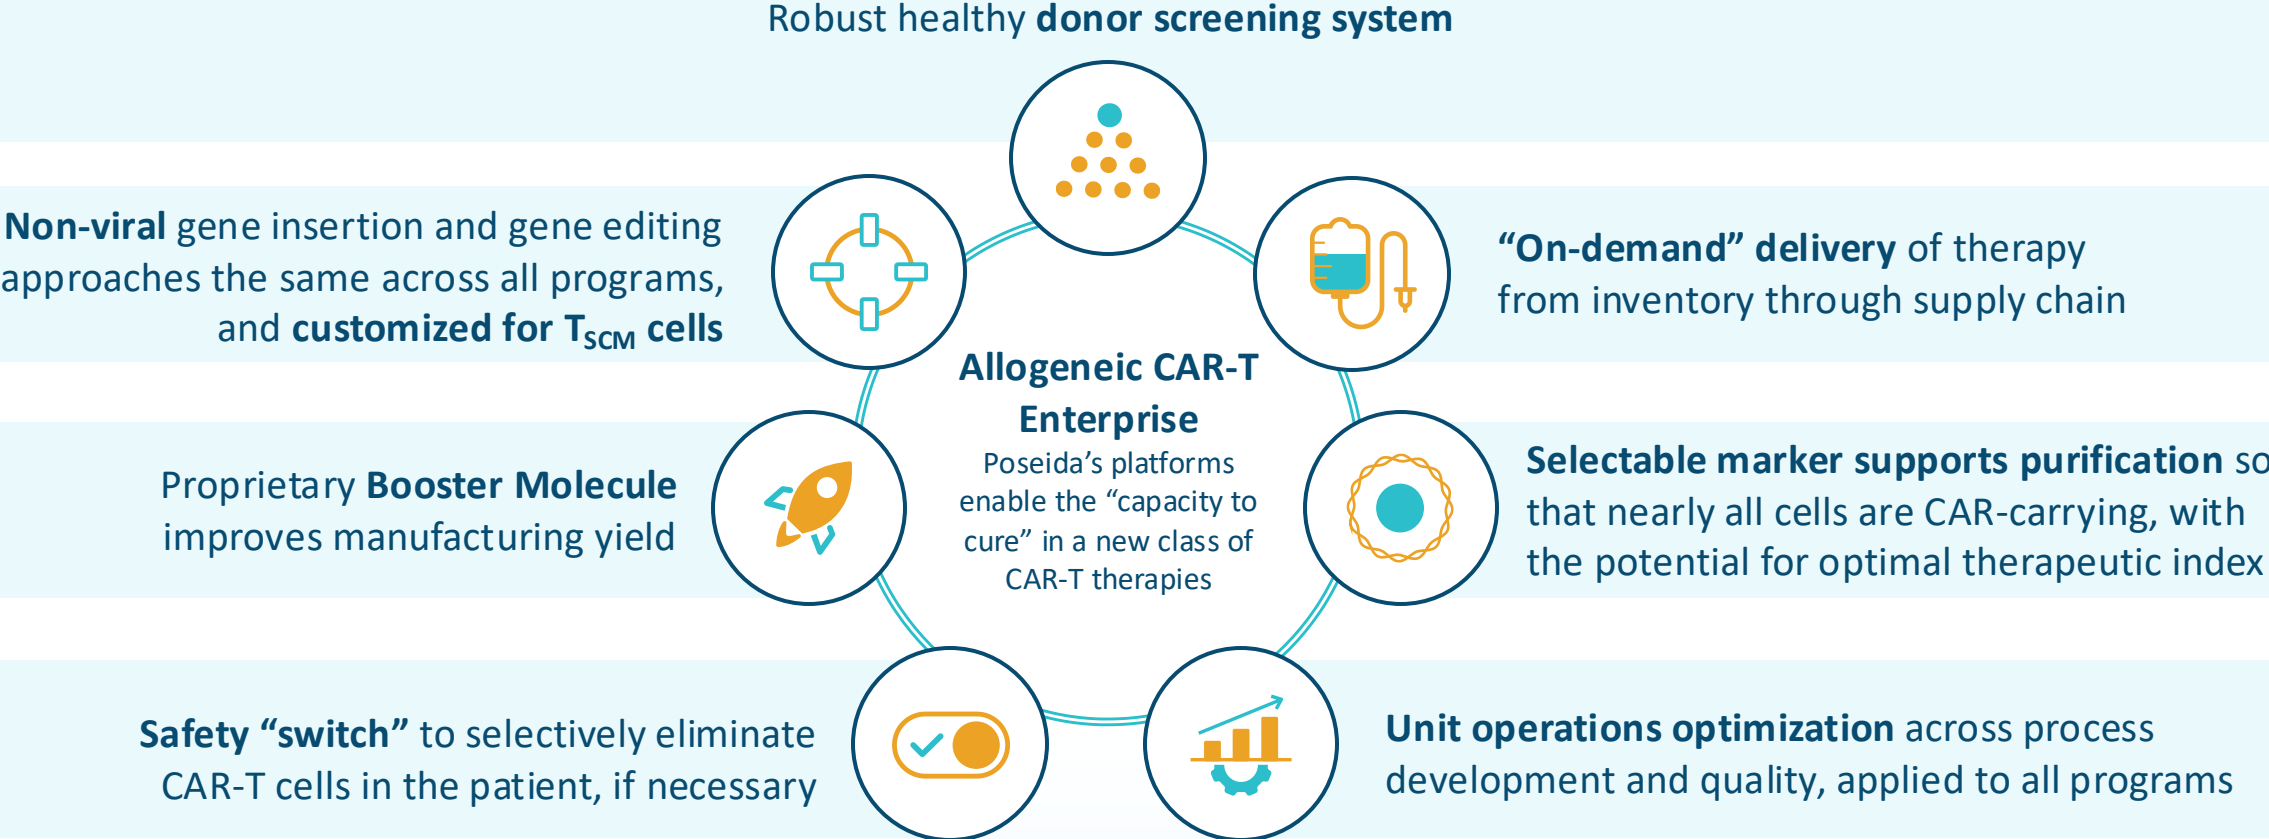 Robust healthy donor screening system
Non-viral gene insertion and gene editing
approaches the same across all programs,
and customized for TSCM cells
“On-demand” delivery of therapy
from inventory through supply chain
Allogeneic CAR-T
Enterprise
Poseida’s platforms
enable the “capacity to
cure” in a new class of
CAR-T therapies
Proprietary Booster Molecule
improves manufacturing yield
Selectable marker supports purification so
that nearly all cells are CAR-carrying, with
the potential for optimal therapeutic index
Safety “switch” to selectively eliminate
CAR-T cells in the patient, if necessary
Unit operations optimization across process
development and quality, applied to all programs